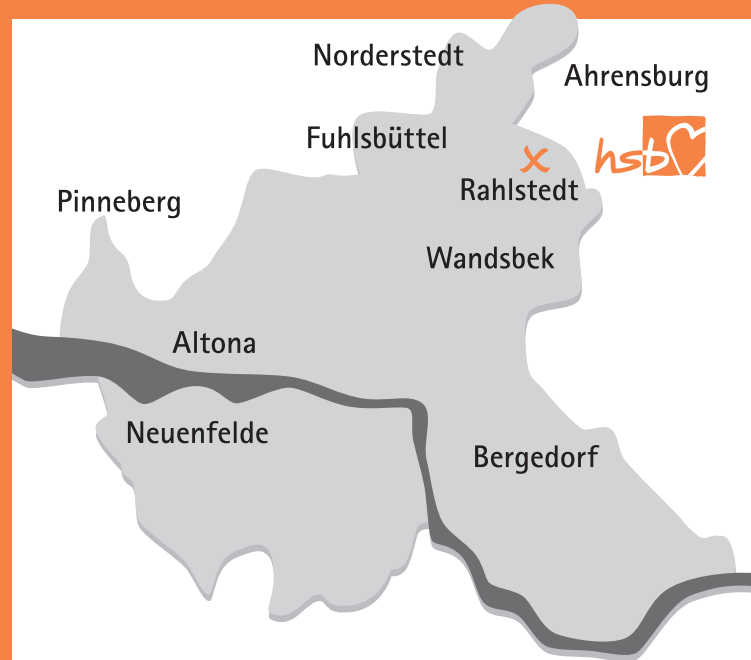 Norderstedt
Ahrensburg
Fuhlsbüttel
x hsb
Rahlstedt
Pinneberg
Wandsbek
Altona
Neuenfelde
Bergedorf